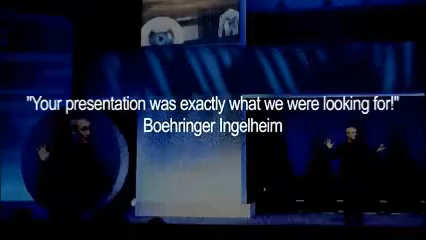 "Your presentation was exactly what we were looking for!"
Boehringer Ingelheim